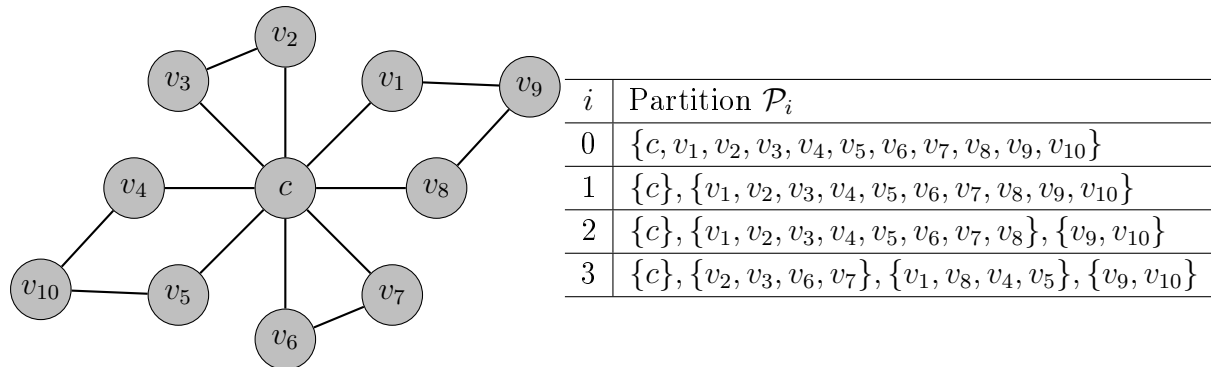 v₂
v₃
v₁
v₉
v₄
c
v₈
v₁₀
v₅
v₇
v₆
i Partition 𝒫ᵢ
0 {c, v₁, v₂, v₃, v₄, v₅, v₆, v₇, v₈, v₉, v₁₀}
1 {c}, {v₁, v₂, v₃, v₄, v₅, v₆, v₇, v₈, v₉, v₁₀}
2 {c}, {v₁, v₂, v₃, v₄, v₅, v₆, v₇, v₈}, {v₉, v₁₀}
3 {c}, {v₂, v₃, v₆, v₇}, {v₁, v₈, v₄, v₅}, {v₉, v₁₀}